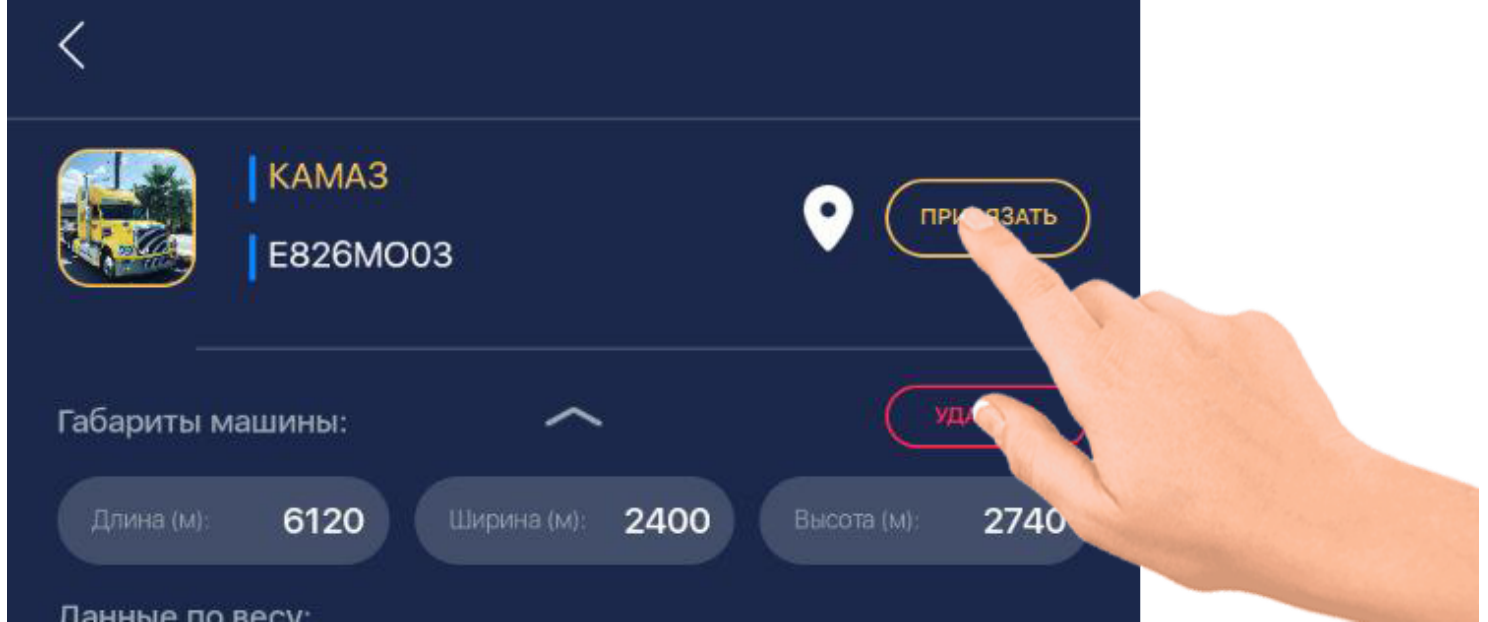 КАМАЗ
Е826МО03
Габариты машины:
Длина (м): 6120 Ширина (м): 2400 Высота (м): 2740
Данные по весу: